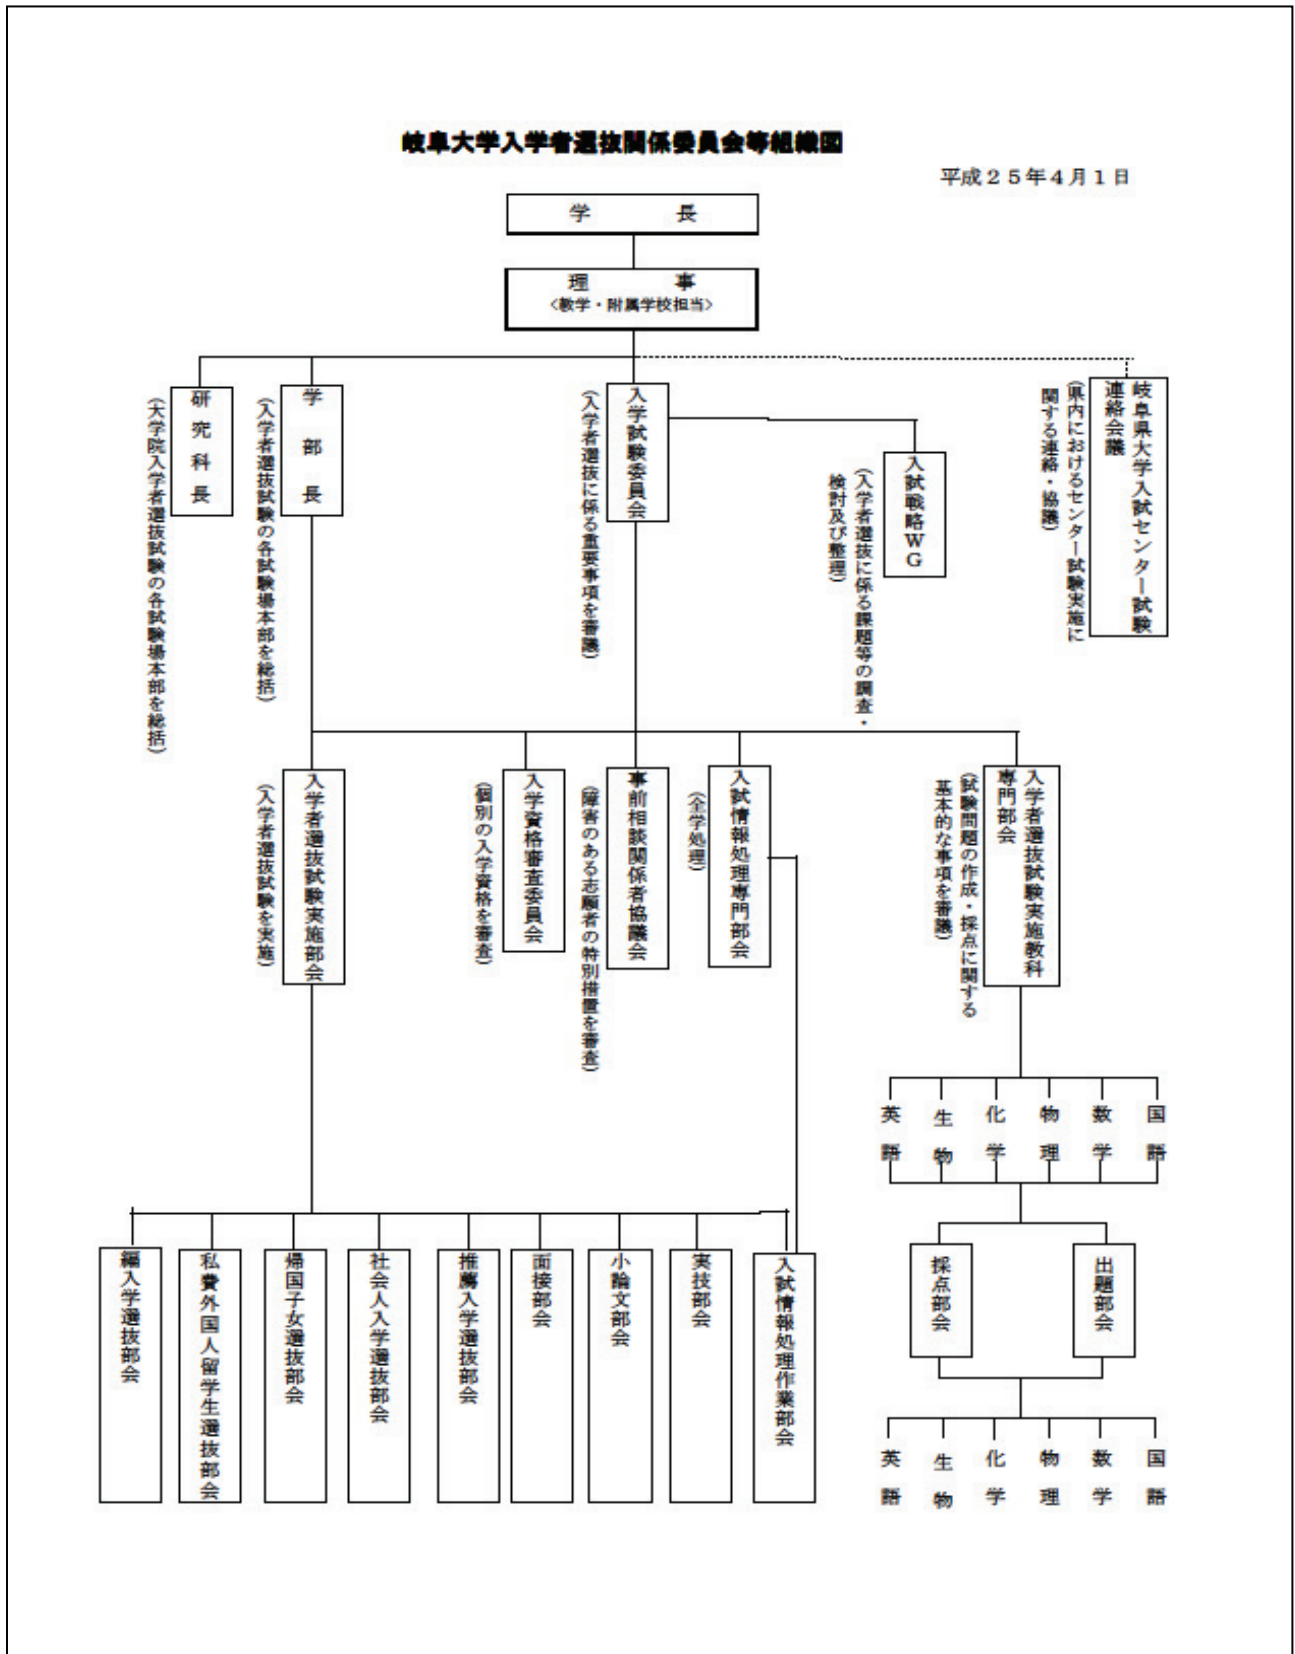 岐阜大学入学者選抜関係委員会等組織図
平成２５年４月１日
学　長
理　事
＜教学・附属学校担当＞
研究科長
（大学院入学者選抜試験の各試験場本部を総括）
学部長
（入学者選抜試験の各試験場本部を総括）
入学試験委員会
（入学者選抜に係る重要事項を審議）
入試戦略ＷＧ
（入学者選抜に係る課題等の調査・
検討及び整理）
岐阜県大学入試センター試験
連絡会議
（県内におけるセンター試験実施に
関する連絡・協議）
入学者選抜試験実施部会
（入学者選抜試験を実施）
入学資格審査委員会
（個別の入学資格を審査）
事前相談関係者協議会
（障害のある志願者の特別措置を審査）
入試情報処理専門部会
（全学処理）
入学者選抜試験実施教科
専門部会
（試験問題の作成・採点に関する
基本的な事項を審議）
英語
生物
化学
物理
数学
国語
採点部会
出題部会
英語
生物
化学
物理
数学
国語
編入学選抜部会
私費外国人留学生選抜部会
帰国子女選抜部会
社会人入学選抜部会
推薦入学選抜部会
面接部会
小論文部会
実技部会
入試情報処理作業部会